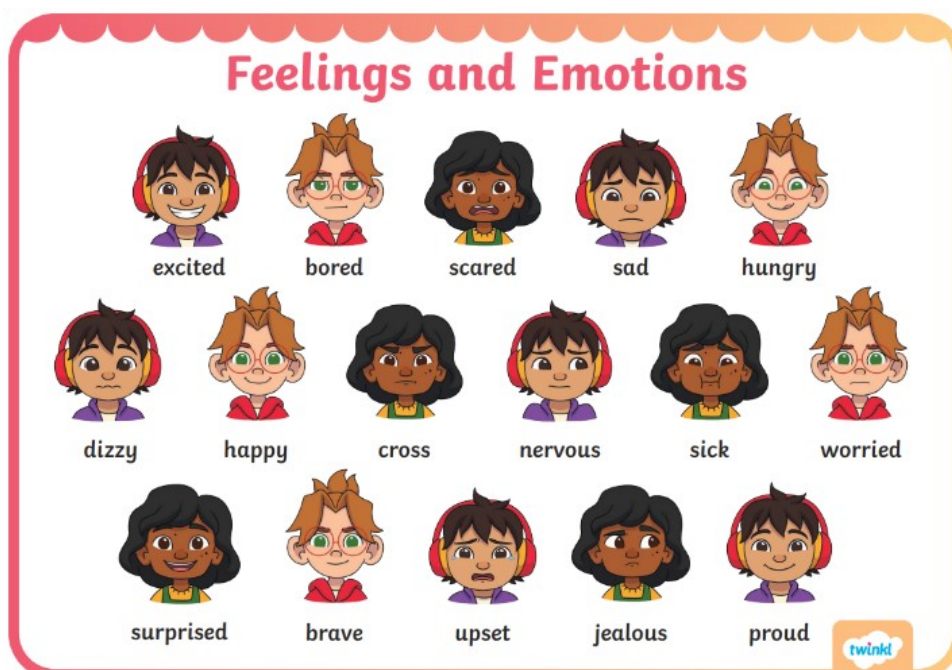 Feelings and Emotions
excited bored scared sad hungry
dizzy happy cross nervous sick worried
surprised brave upset jealous proud
twinkl